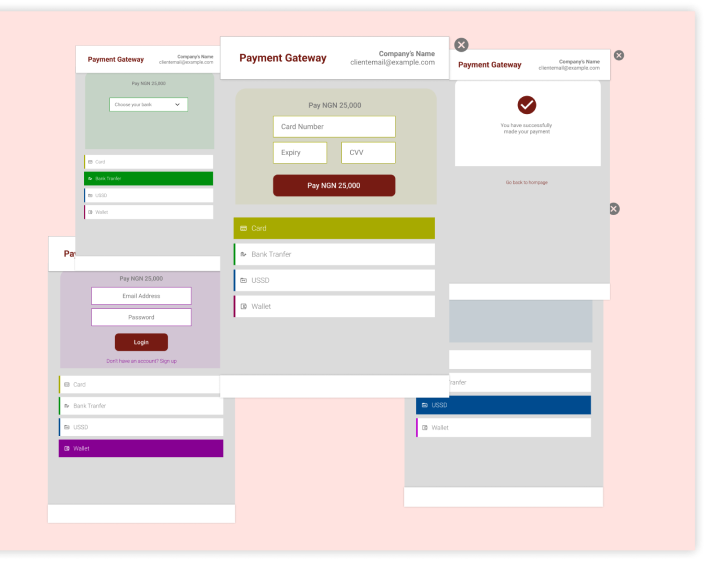 Payment Gateway
Company's Name
clientemail@example.com
Pay NGN 25,000
Choose your bank
Card
Bank Tranfer
USSD
Wallet
Payment Gateway
Company's Name
clientemail@example.com
Pay NGN 25,000
Card Number
Expiry
CVV
Pay NGN 25,000
Card
Bank Tranfer
USSD
Wallet
Payment Gateway
Company's Name
clientemail@example.com
You have successfully
made your payment
Go back to homepage
Pay
Pay NGN 25,000
Email Address
Password
Login
Don't have an account? Sign up
Card
Bank Tranfer
USSD
Wallet
ranfer
USSD
Wallet